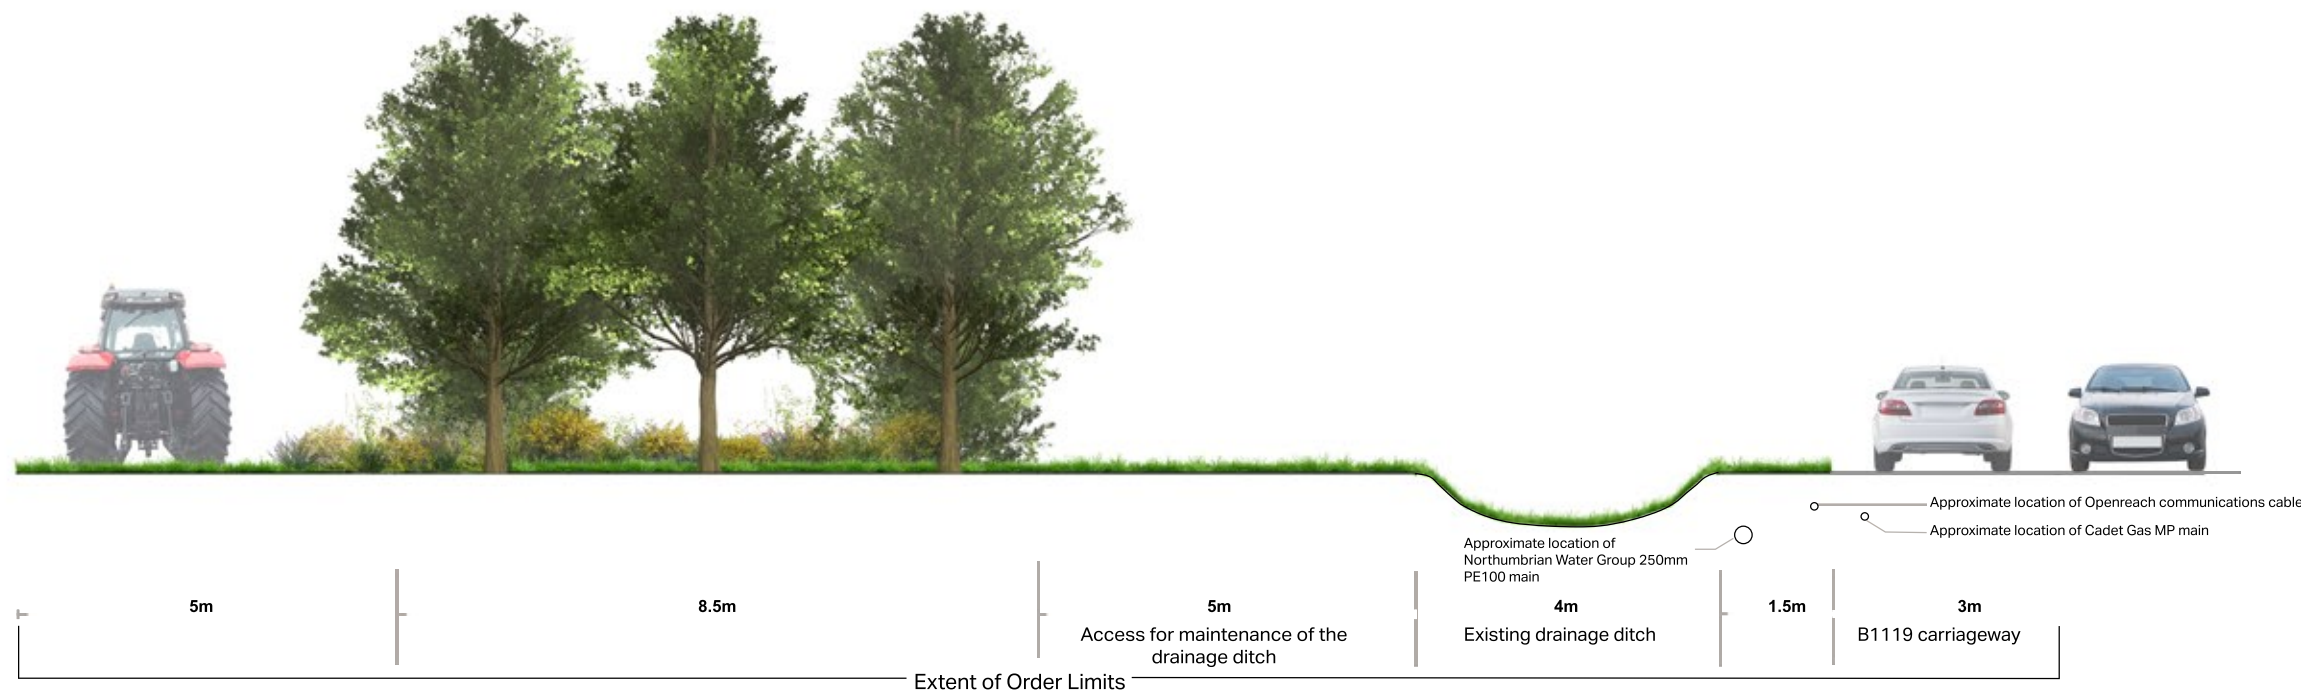 Approximate location of Openreach communications cable
Approximate location of Cadet Gas MP main
Approximate location of
Northumbrian Water Group 250mm
PE100 main
5m
8.5m
5m
4m
1.5m
3m
Access for maintenance of the
drainage ditch
Existing drainage ditch
B1119 carriageway
Extent of Order Limits